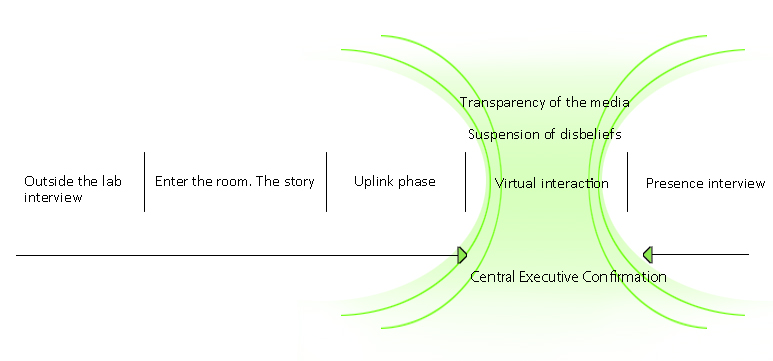 Transparency of the media
Suspension of disbeliefs
Outside the lab
interview
Enter the room. The story
Uplink phase
Virtual interaction
Presence interview
Central Executive Confirmation